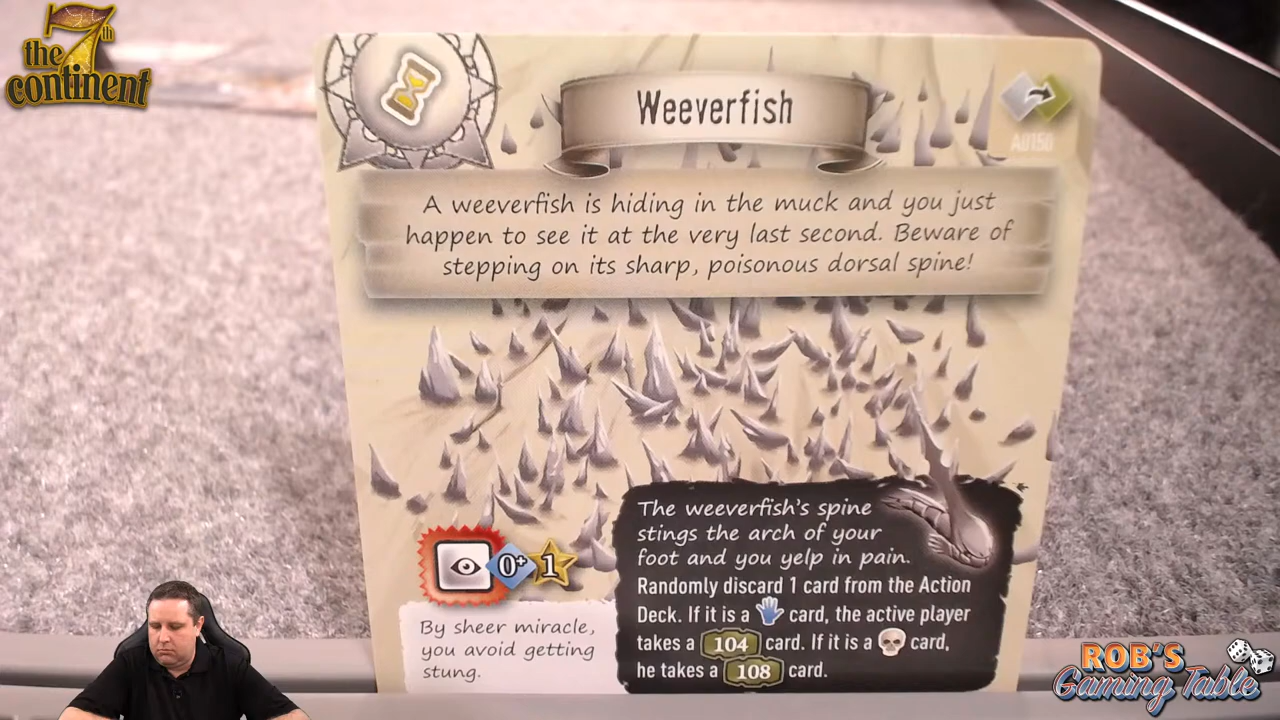 the 7th
continent
Weeverfish
A0150
A weeverfish is hiding in the muck and you just
happen to see it at the very last second. Beware of
stepping on its sharp, poisonous dorsal spine!
0+ 1
By sheer miracle,
you avoid getting
stung.
The weeverfish's spine
stings the arch of your
foot and you yelp in pain.
Randomly discard 1 card from the Action
Deck. If it is a card, the active player
takes a 104 card. If it is a card,
he takes a 108 card.
ROB'S
Gaming Table